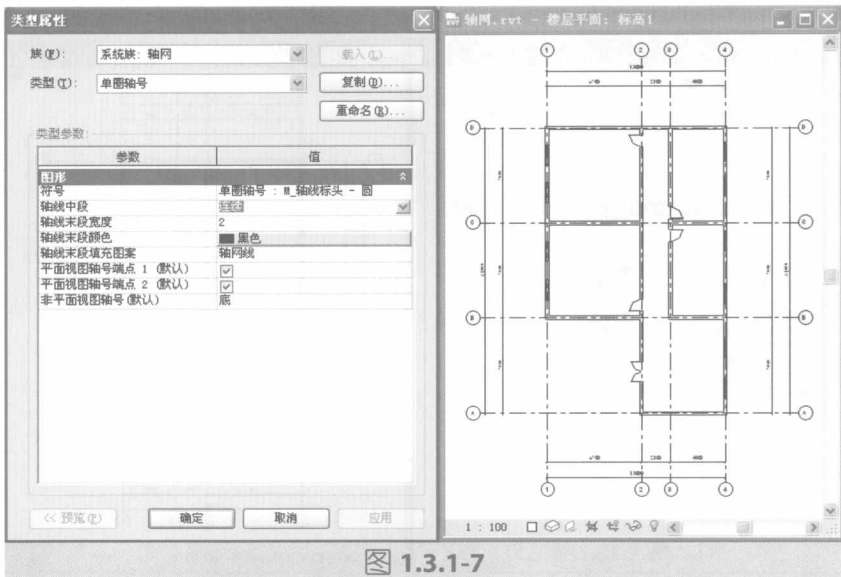 类型属性
族(F): 系统族: 轴网 载入(L)...
类型(T): 单圈轴号 复制(D)...
重命名(R)...
类型参数:
参数 值
图形
符号 单圈轴号 : M_轴线标头 - 圆
轴线中段
轴线末段宽度 2
轴线末段颜色 黑色
轴线末段填充图案 轴网线
平面视图轴号端点 1 (默认)
平面视图轴号端点 2 (默认)
非平面视图轴号(默认) 底
<< 预览(P) 确定 取消 应用
轴网.rvt - 楼层平面: 标高1
1 2 3 4
D D
C C
B B
A A
1 2 3 4
1 : 100
图 1.3.1-7